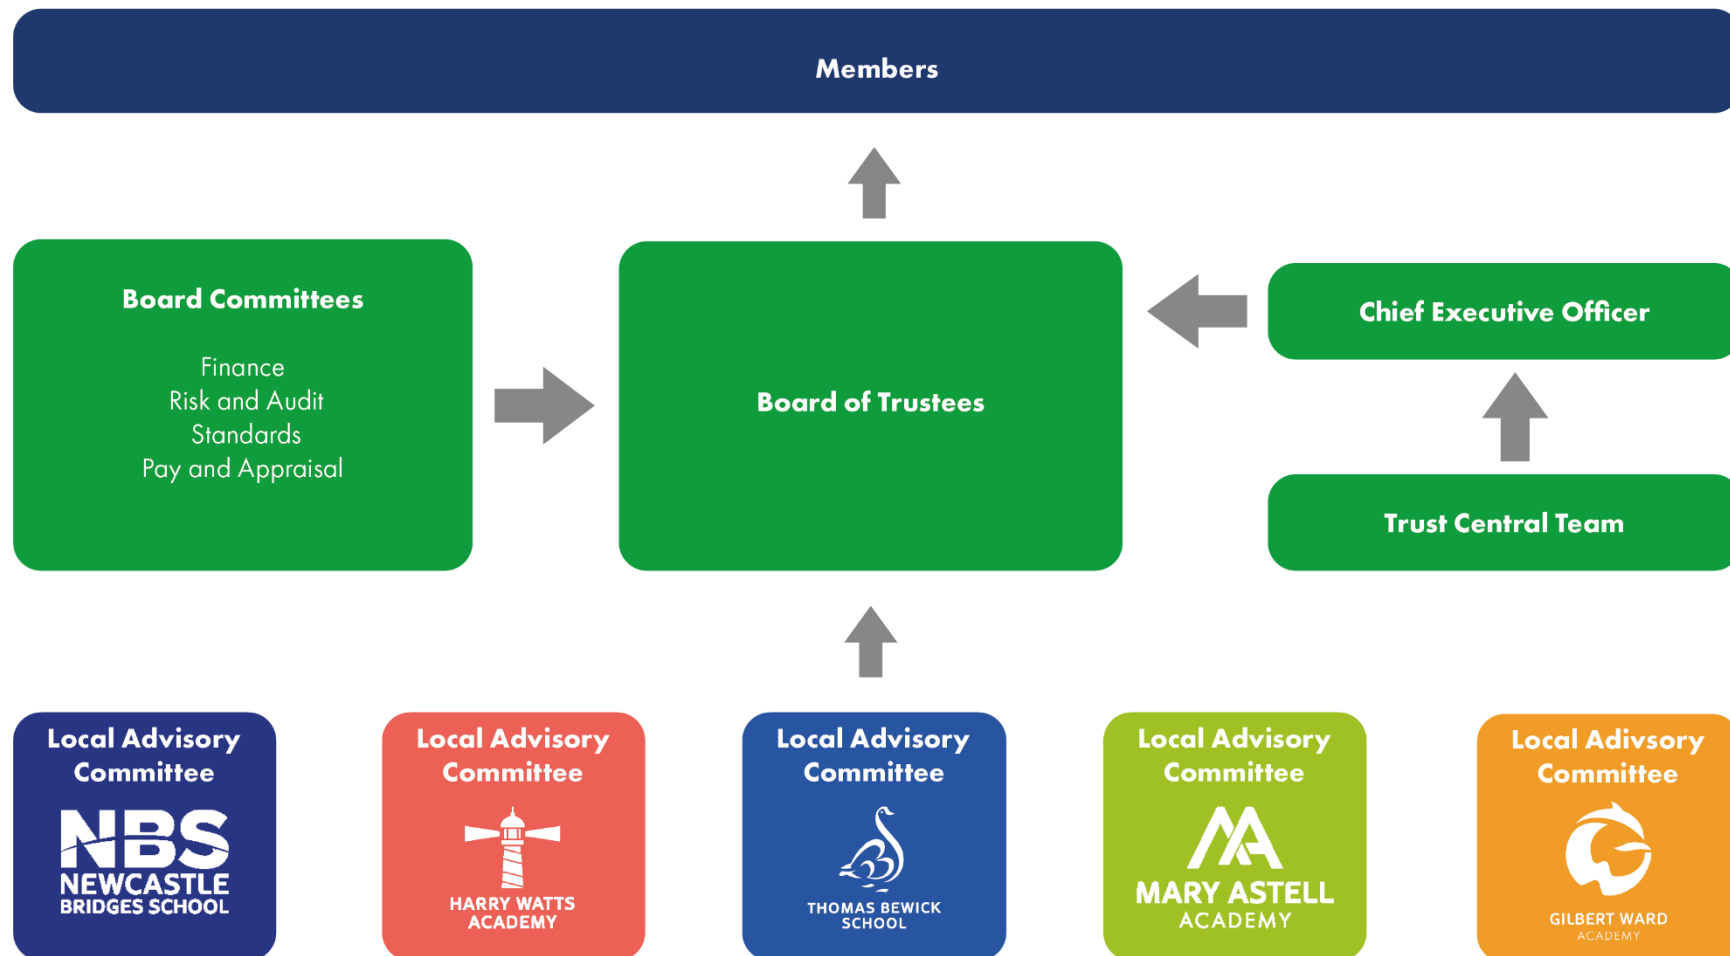 Members
Board Committees
Finance
Risk and Audit
Standards
Pay and Appraisal
Board of Trustees
Chief Executive Officer
Trust Central Team
Local Advisory
Committee
NBS
NEWCASTLE
BRIDGES SCHOOL
Local Advisory
Committee
HARRY WATTS
ACADEMY
Local Advisory
Committee
THOMAS BEWICK
SCHOOL
Local Advisory
Committee
MA
MARY ASTELL
ACADEMY
Local Adivsory
Committee
GILBERT WARD
ACADEMY